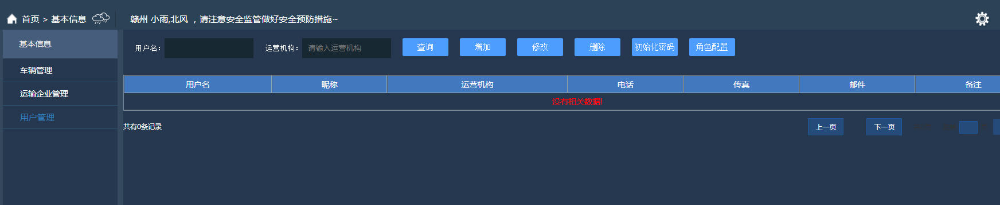 首页 > 基本信息
赣州 小雨,北风 ，请注意安全监管做好安全预防措施~
基本信息
车辆管理
运输企业管理
用户管理
用户名: 运营机构: 请输入运营机构 查询 增加 修改 删除 初始化密码 角色配置
用户名 昵称 运营机构 电话 传真 邮件 备注
没有相关数据!
共有0条记录 上一页 下一页